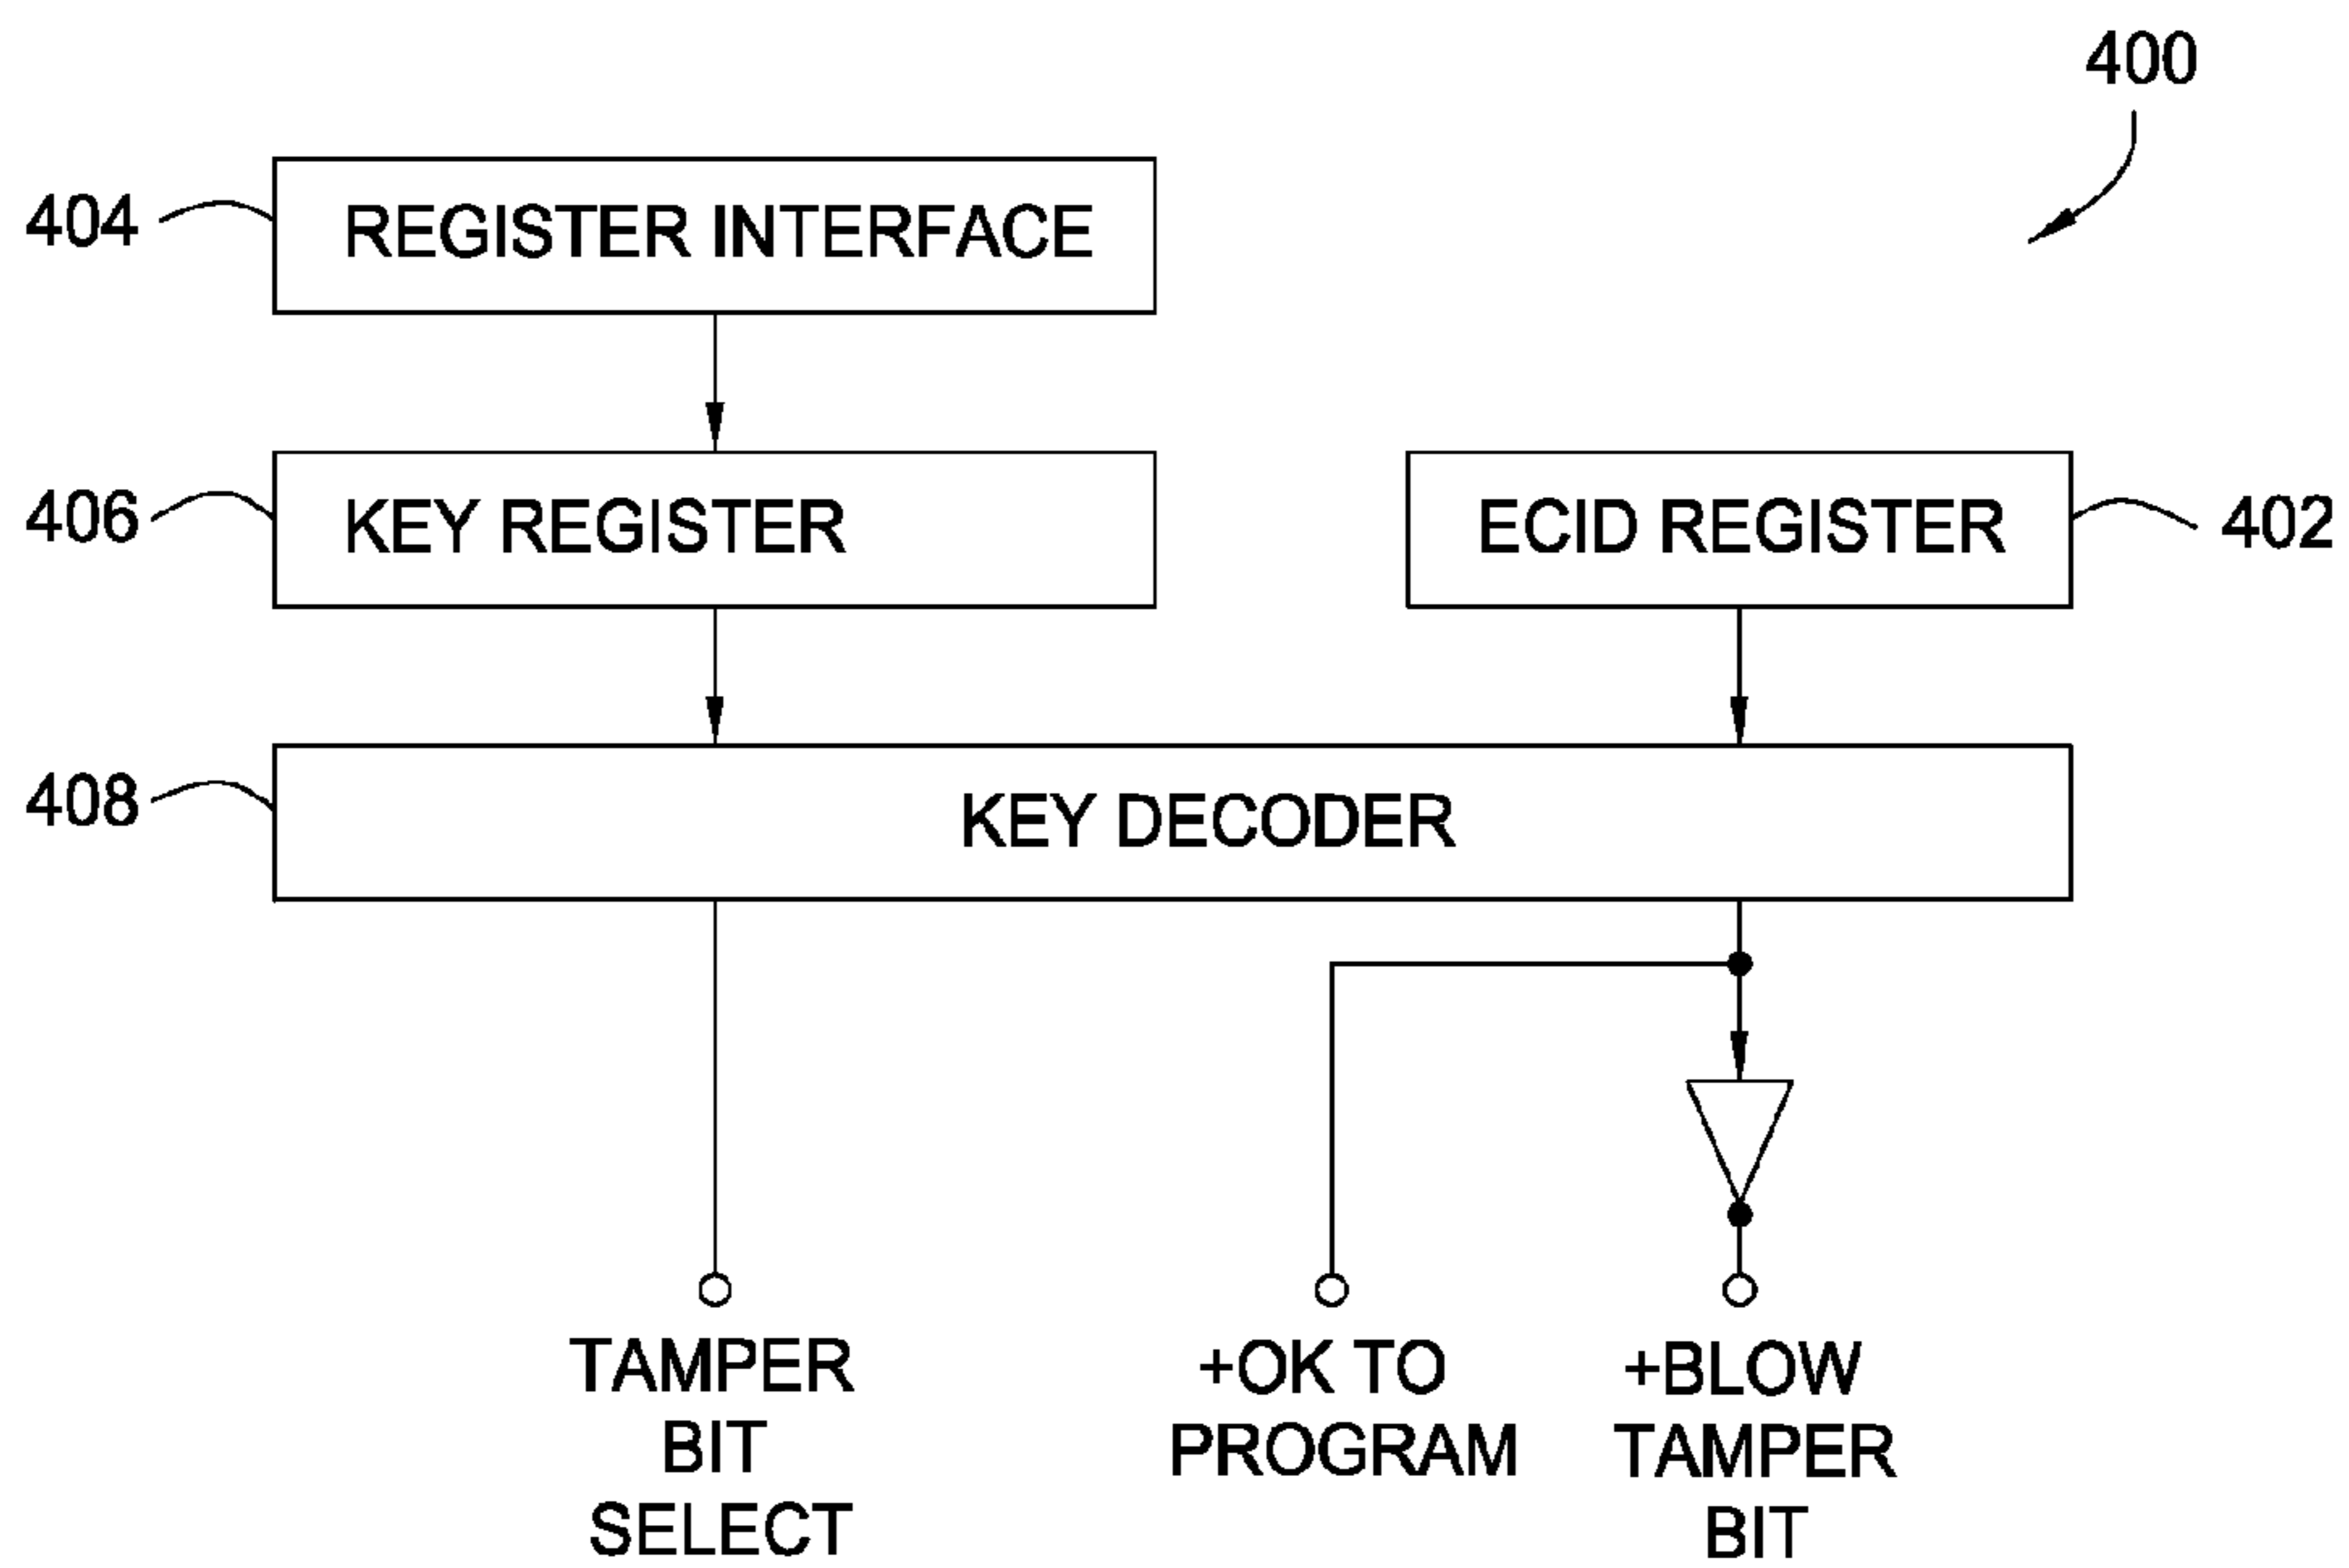 400
404
REGISTER INTERFACE
406
KEY REGISTER
ECID REGISTER
402
408
KEY DECODER
TAMPER
BIT
SELECT
+OK TO
PROGRAM
+BLOW
TAMPER
BIT